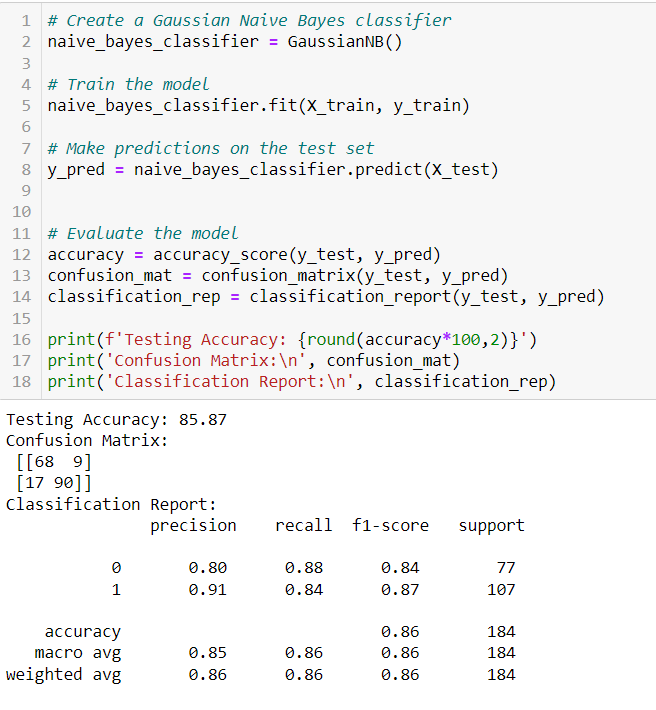 1 # Create a Gaussian Naive Bayes classifier
2 naive_bayes_classifier = GaussianNB()
3
4 # Train the model
5 naive_bayes_classifier.fit(X_train, y_train)
6
7 # Make predictions on the test set
8 y_pred = naive_bayes_classifier.predict(X_test)
9
10
11 # Evaluate the model
12 accuracy = accuracy_score(y_test, y_pred)
13 confusion_mat = confusion_matrix(y_test, y_pred)
14 classification_rep = classification_report(y_test, y_pred)
15
16 print(f'Testing Accuracy: {round(accuracy*100,2)}')
17 print('Confusion Matrix:\n', confusion_mat)
18 print('Classification Report:\n', classification_rep)
Testing Accuracy: 85.87
Confusion Matrix:
[[68 9]
[17 90]]
Classification Report:
precision recall f1-score support
0 0.80 0.88 0.84 77
1 0.91 0.84 0.87 107
accuracy 0.86 184
macro avg 0.85 0.86 0.86 184
weighted avg 0.86 0.86 0.86 184